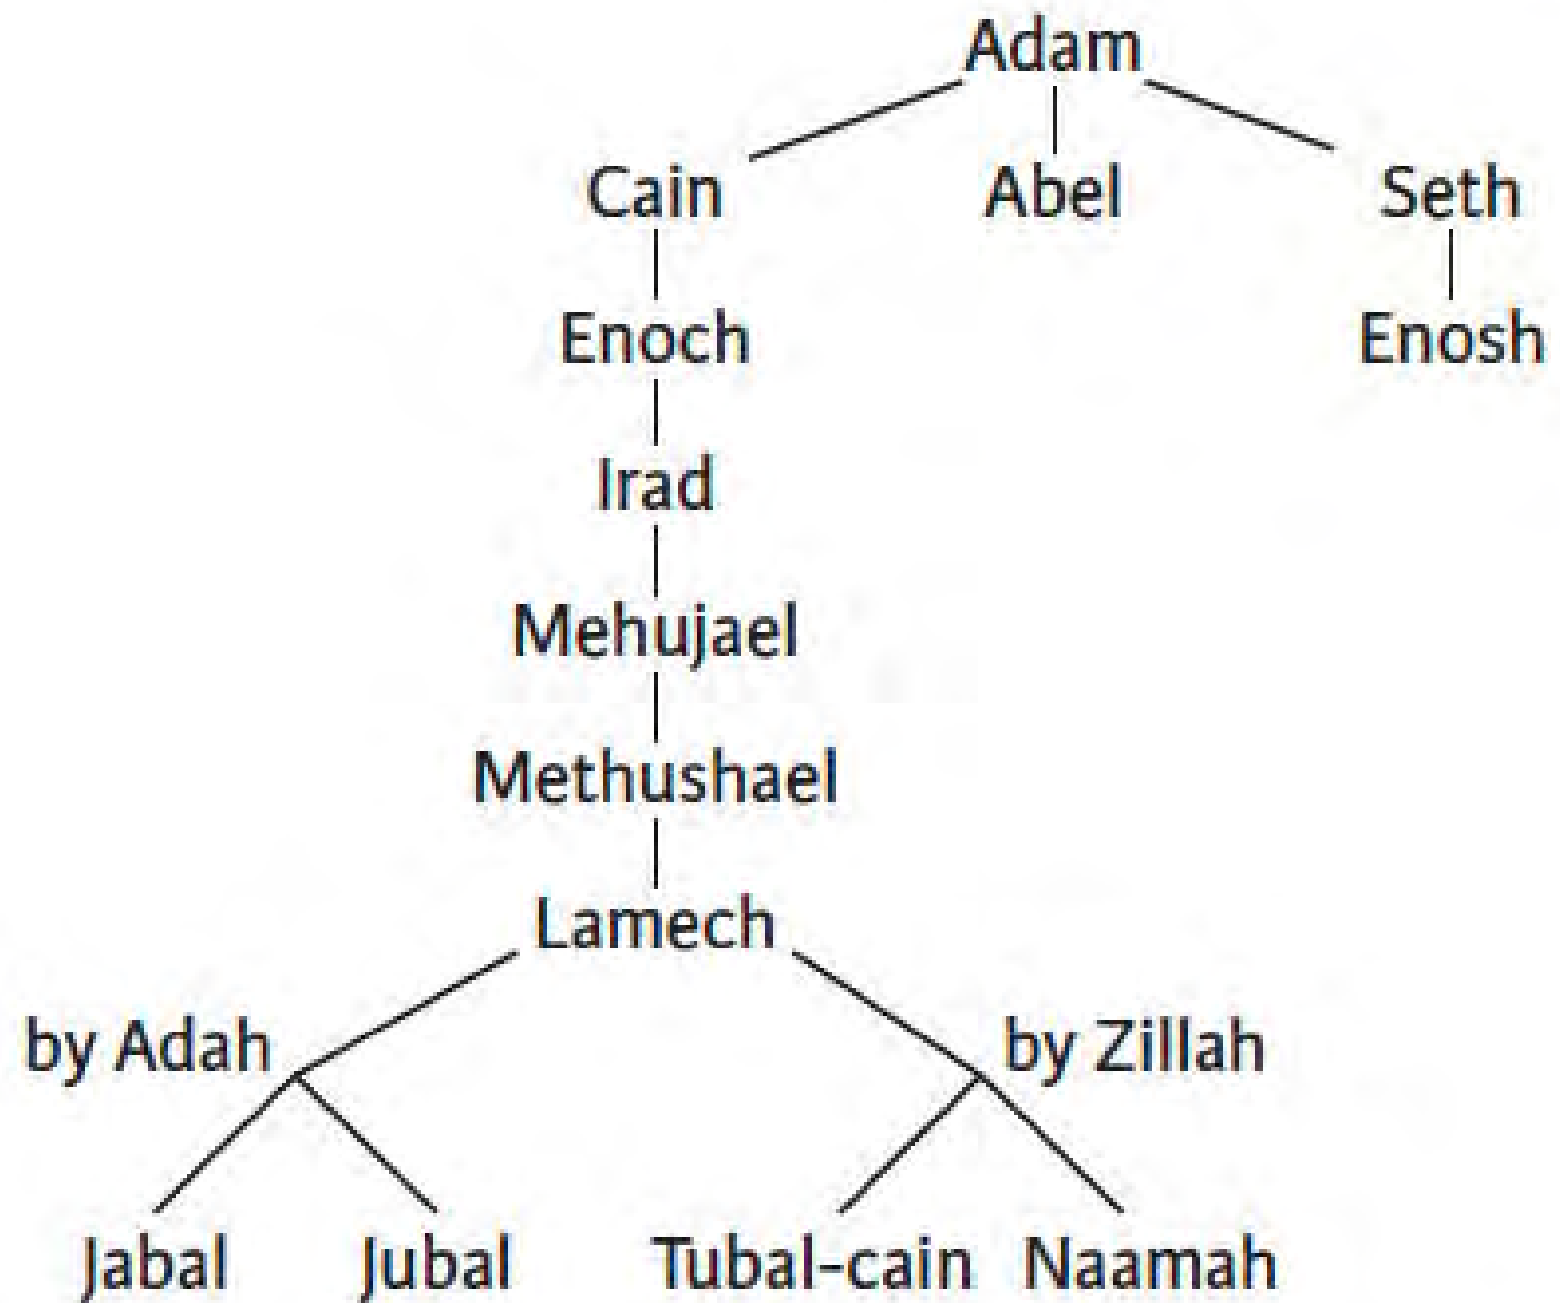 Adam
Cain Abel Seth
Enoch Enosh
Irad
Mehujael
Methushael
Lamech
by Adah by Zillah
Jabal Jubal Tubal-cain Naamah